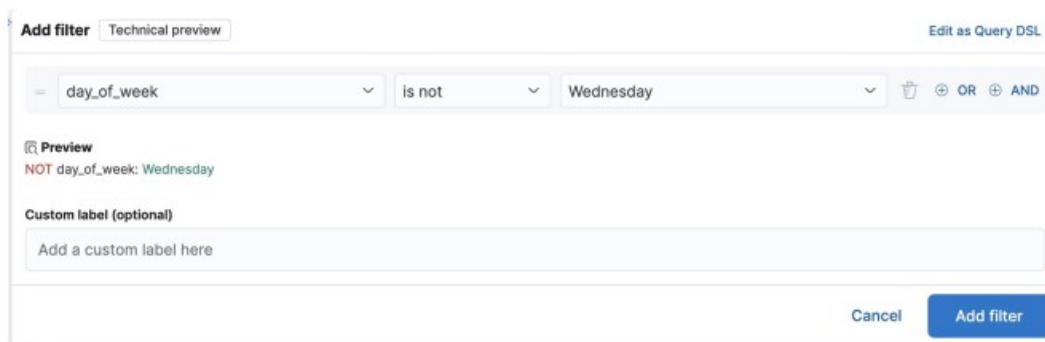 Add filter Technical preview Edit as Query DSL
day_of_week is not Wednesday OR AND
Preview
NOT day_of_week: Wednesday
Custom label (optional)
Add a custom label here
Cancel Add filter